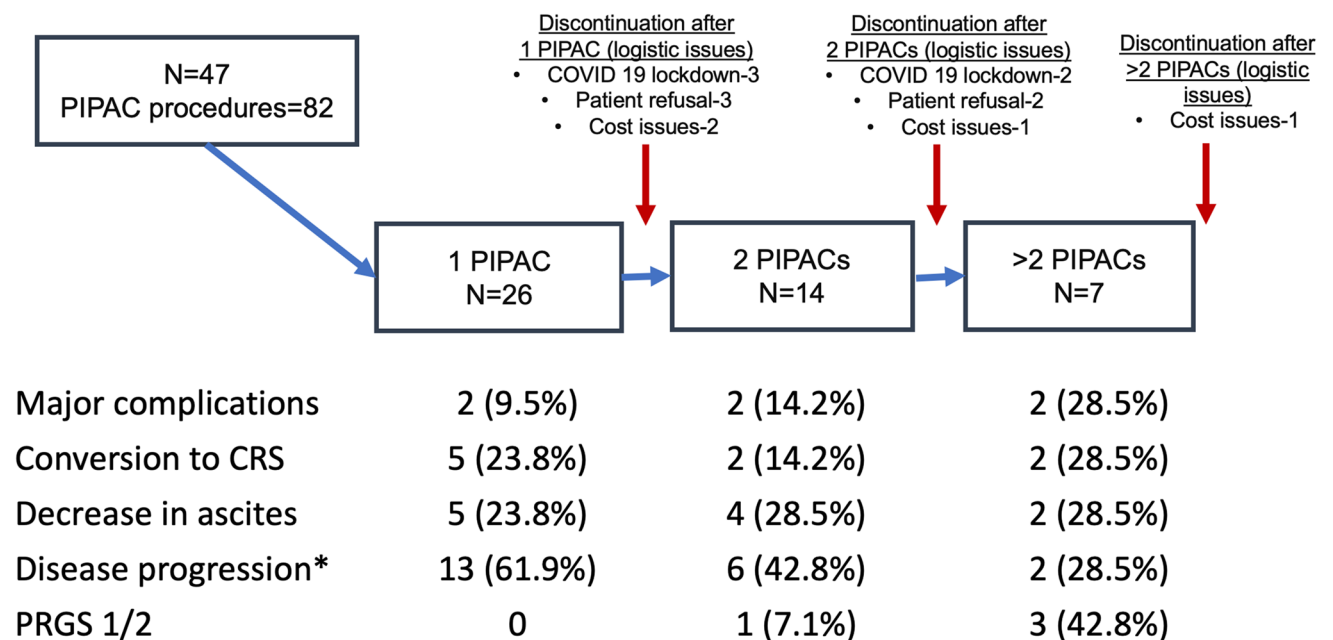 N=47
PIPAC procedures=82
Discontinuation after
1 PIPAC (logistic issues)
• COVID 19 lockdown-3
• Patient refusal-3
• Cost issues-2
Discontinuation after
2 PIPACs (logistic issues)
• COVID 19 lockdown-2
• Patient refusal-2
• Cost issues-1
Discontinuation after
>2 PIPACs (logistic
issues)
• Cost issues-1
1 PIPAC
N=26
2 PIPACs
N=14
>2 PIPACs
N=7
Major complications 2 (9.5%) 2 (14.2%) 2 (28.5%)
Conversion to CRS 5 (23.8%) 2 (14.2%) 2 (28.5%)
Decrease in ascites 5 (23.8%) 4 (28.5%) 2 (28.5%)
Disease progression* 13 (61.9%) 6 (42.8%) 2 (28.5%)
PRGS 1/2 0 1 (7.1%) 3 (42.8%)